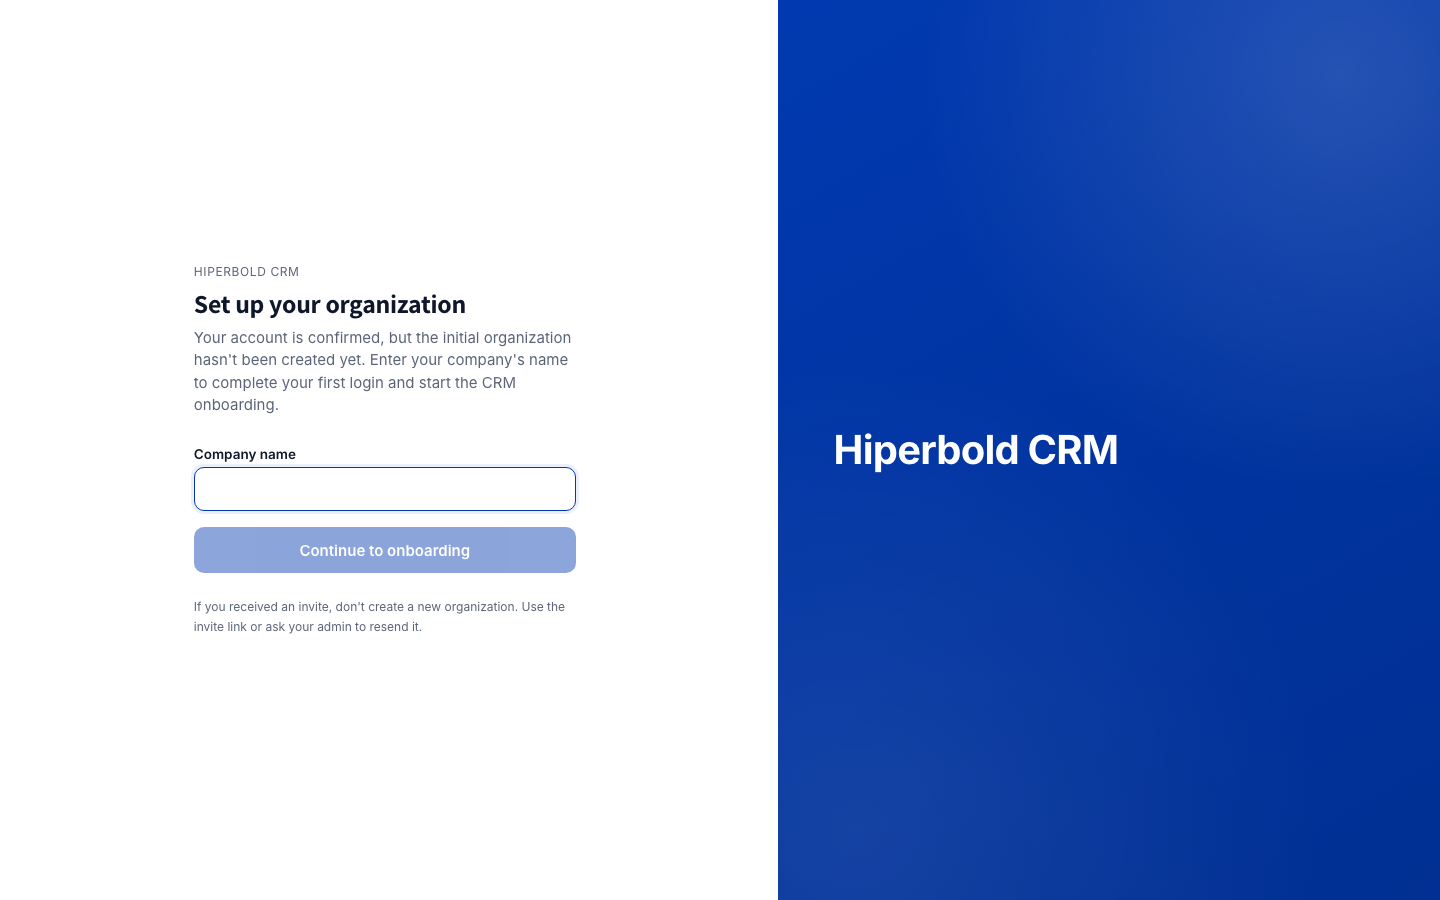 HIPERBOLD CRM
Set up your organization
Your account is confirmed, but the initial organization
hasn't been created yet. Enter your company's name
to complete your first login and start the CRM
onboarding.
Company name
Continue to onboarding
If you received an invite, don't create a new organization. Use the
invite link or ask your admin to resend it.
Hiperbold CRM